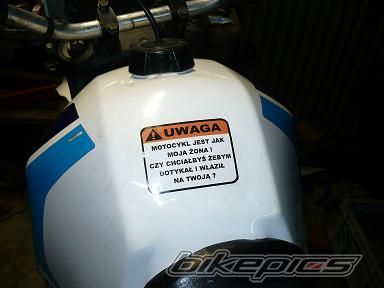 UWAGA
MOTOCYKL JEST JAK
MOJA ŻONA !
CZY CHCIAŁBYŚ ŻEBYM
DOTYKAŁ I WŁAZIŁ
NA TWOJĄ ?
bikepics